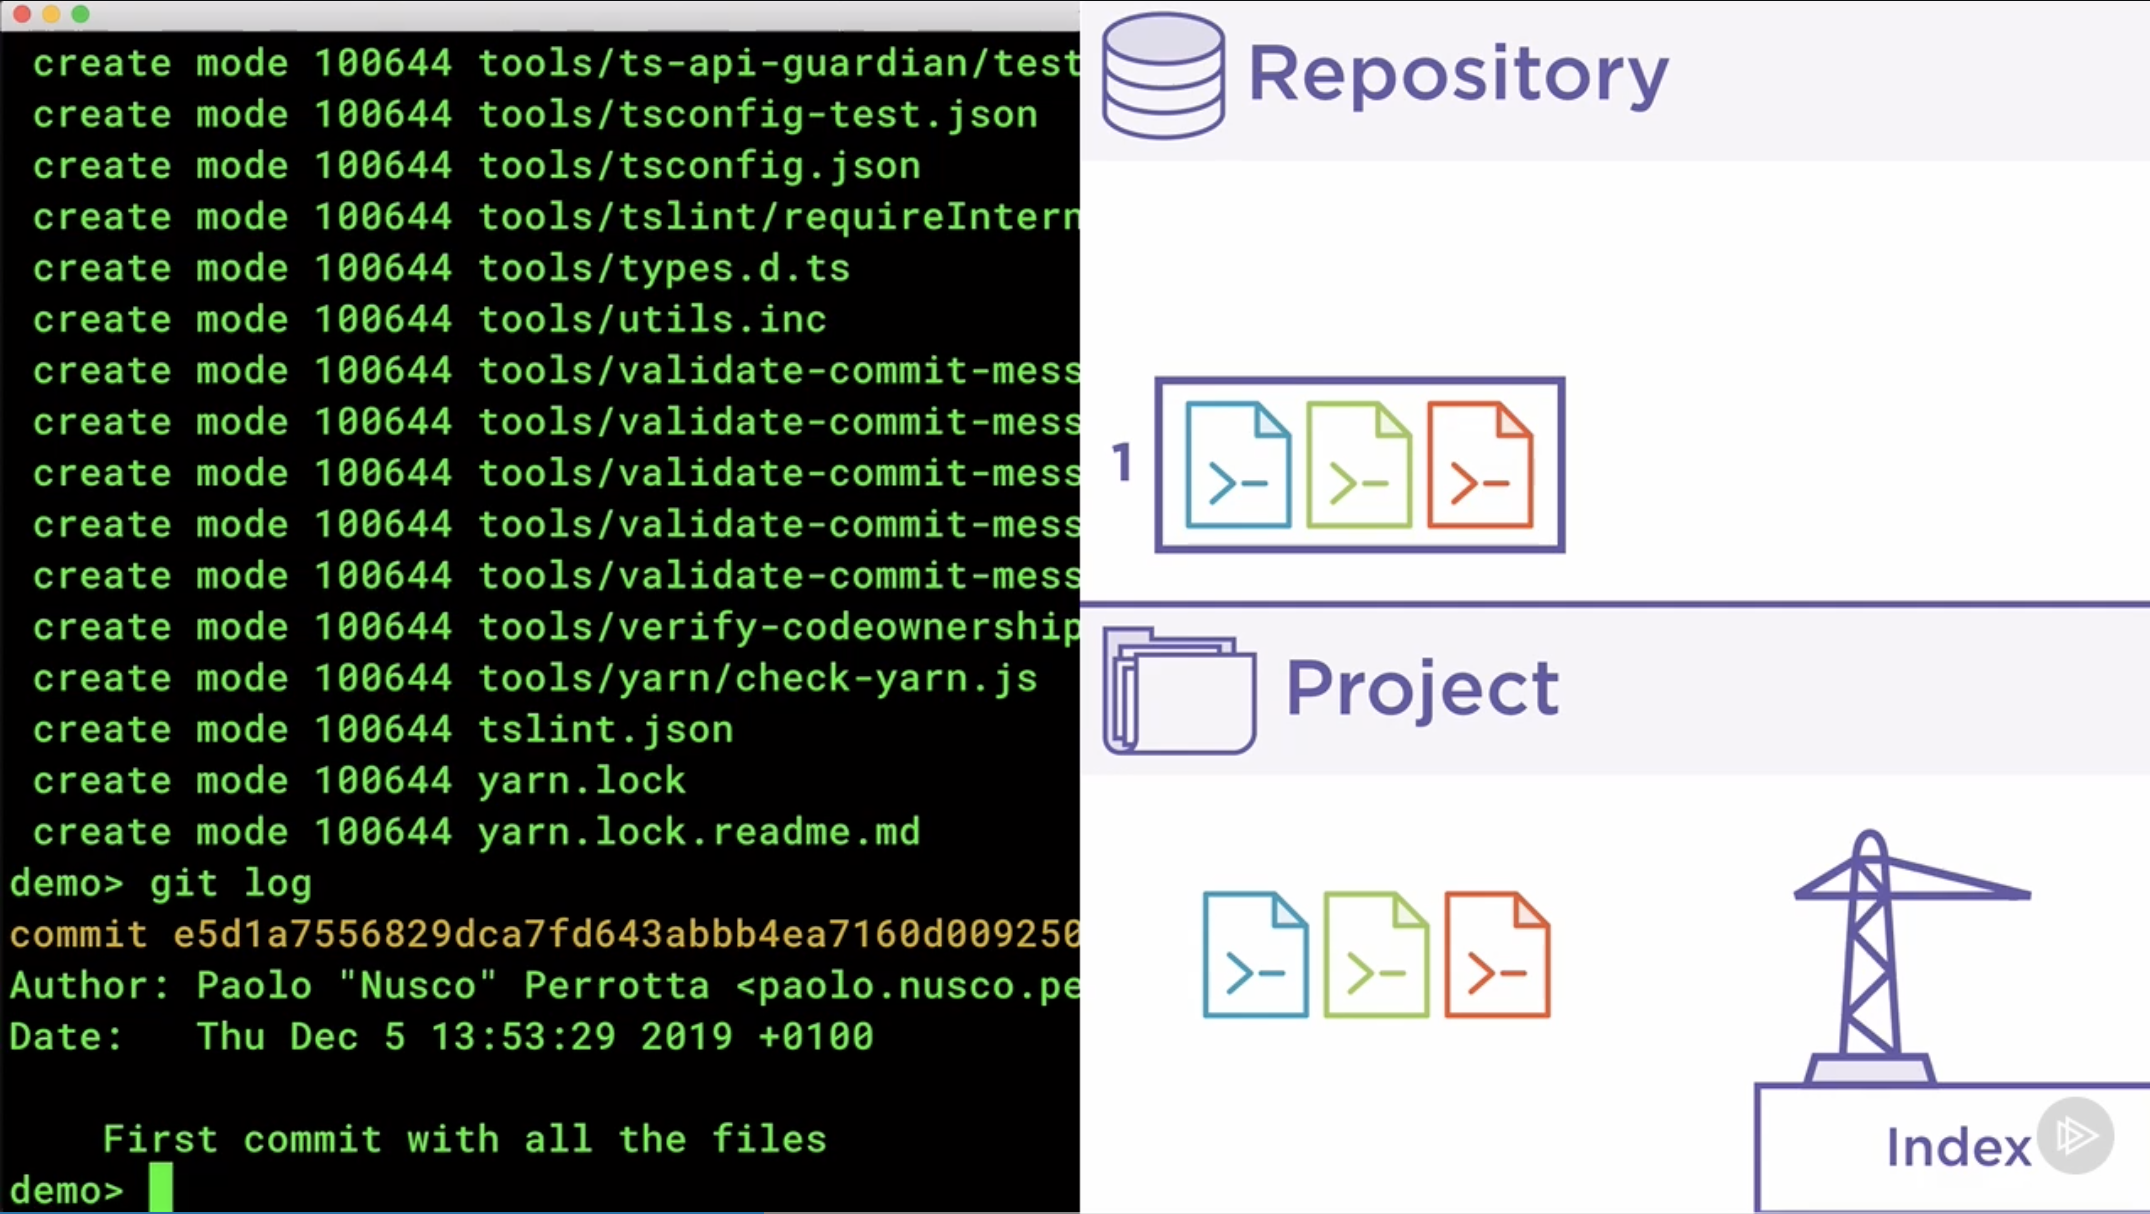 create mode 100644 tools/ts-api-guardian/test
create mode 100644 tools/tsconfig-test.json
create mode 100644 tools/tsconfig.json
create mode 100644 tools/tslint/requireIntern
create mode 100644 tools/types.d.ts
create mode 100644 tools/utils.inc
create mode 100644 tools/validate-commit-mess
create mode 100644 tools/validate-commit-mess
create mode 100644 tools/validate-commit-mess
create mode 100644 tools/validate-commit-mess
create mode 100644 tools/validate-commit-mess
create mode 100644 tools/verify-codeownership
create mode 100644 tools/yarn/check-yarn.js
create mode 100644 tslint.json
create mode 100644 yarn.lock
create mode 100644 yarn.lock.readme.md
demo> git log
commit e5d1a7556829dca7fd643abbb4ea7160d009250
Author: Paolo "Nusco" Perrotta <paolo.nusco.pe
Date:   Thu Dec 5 13:53:29 2019 +0100
First commit with all the files
demo>
Repository
1
>-
>-
>-
Project
>-
>-
>-
Index